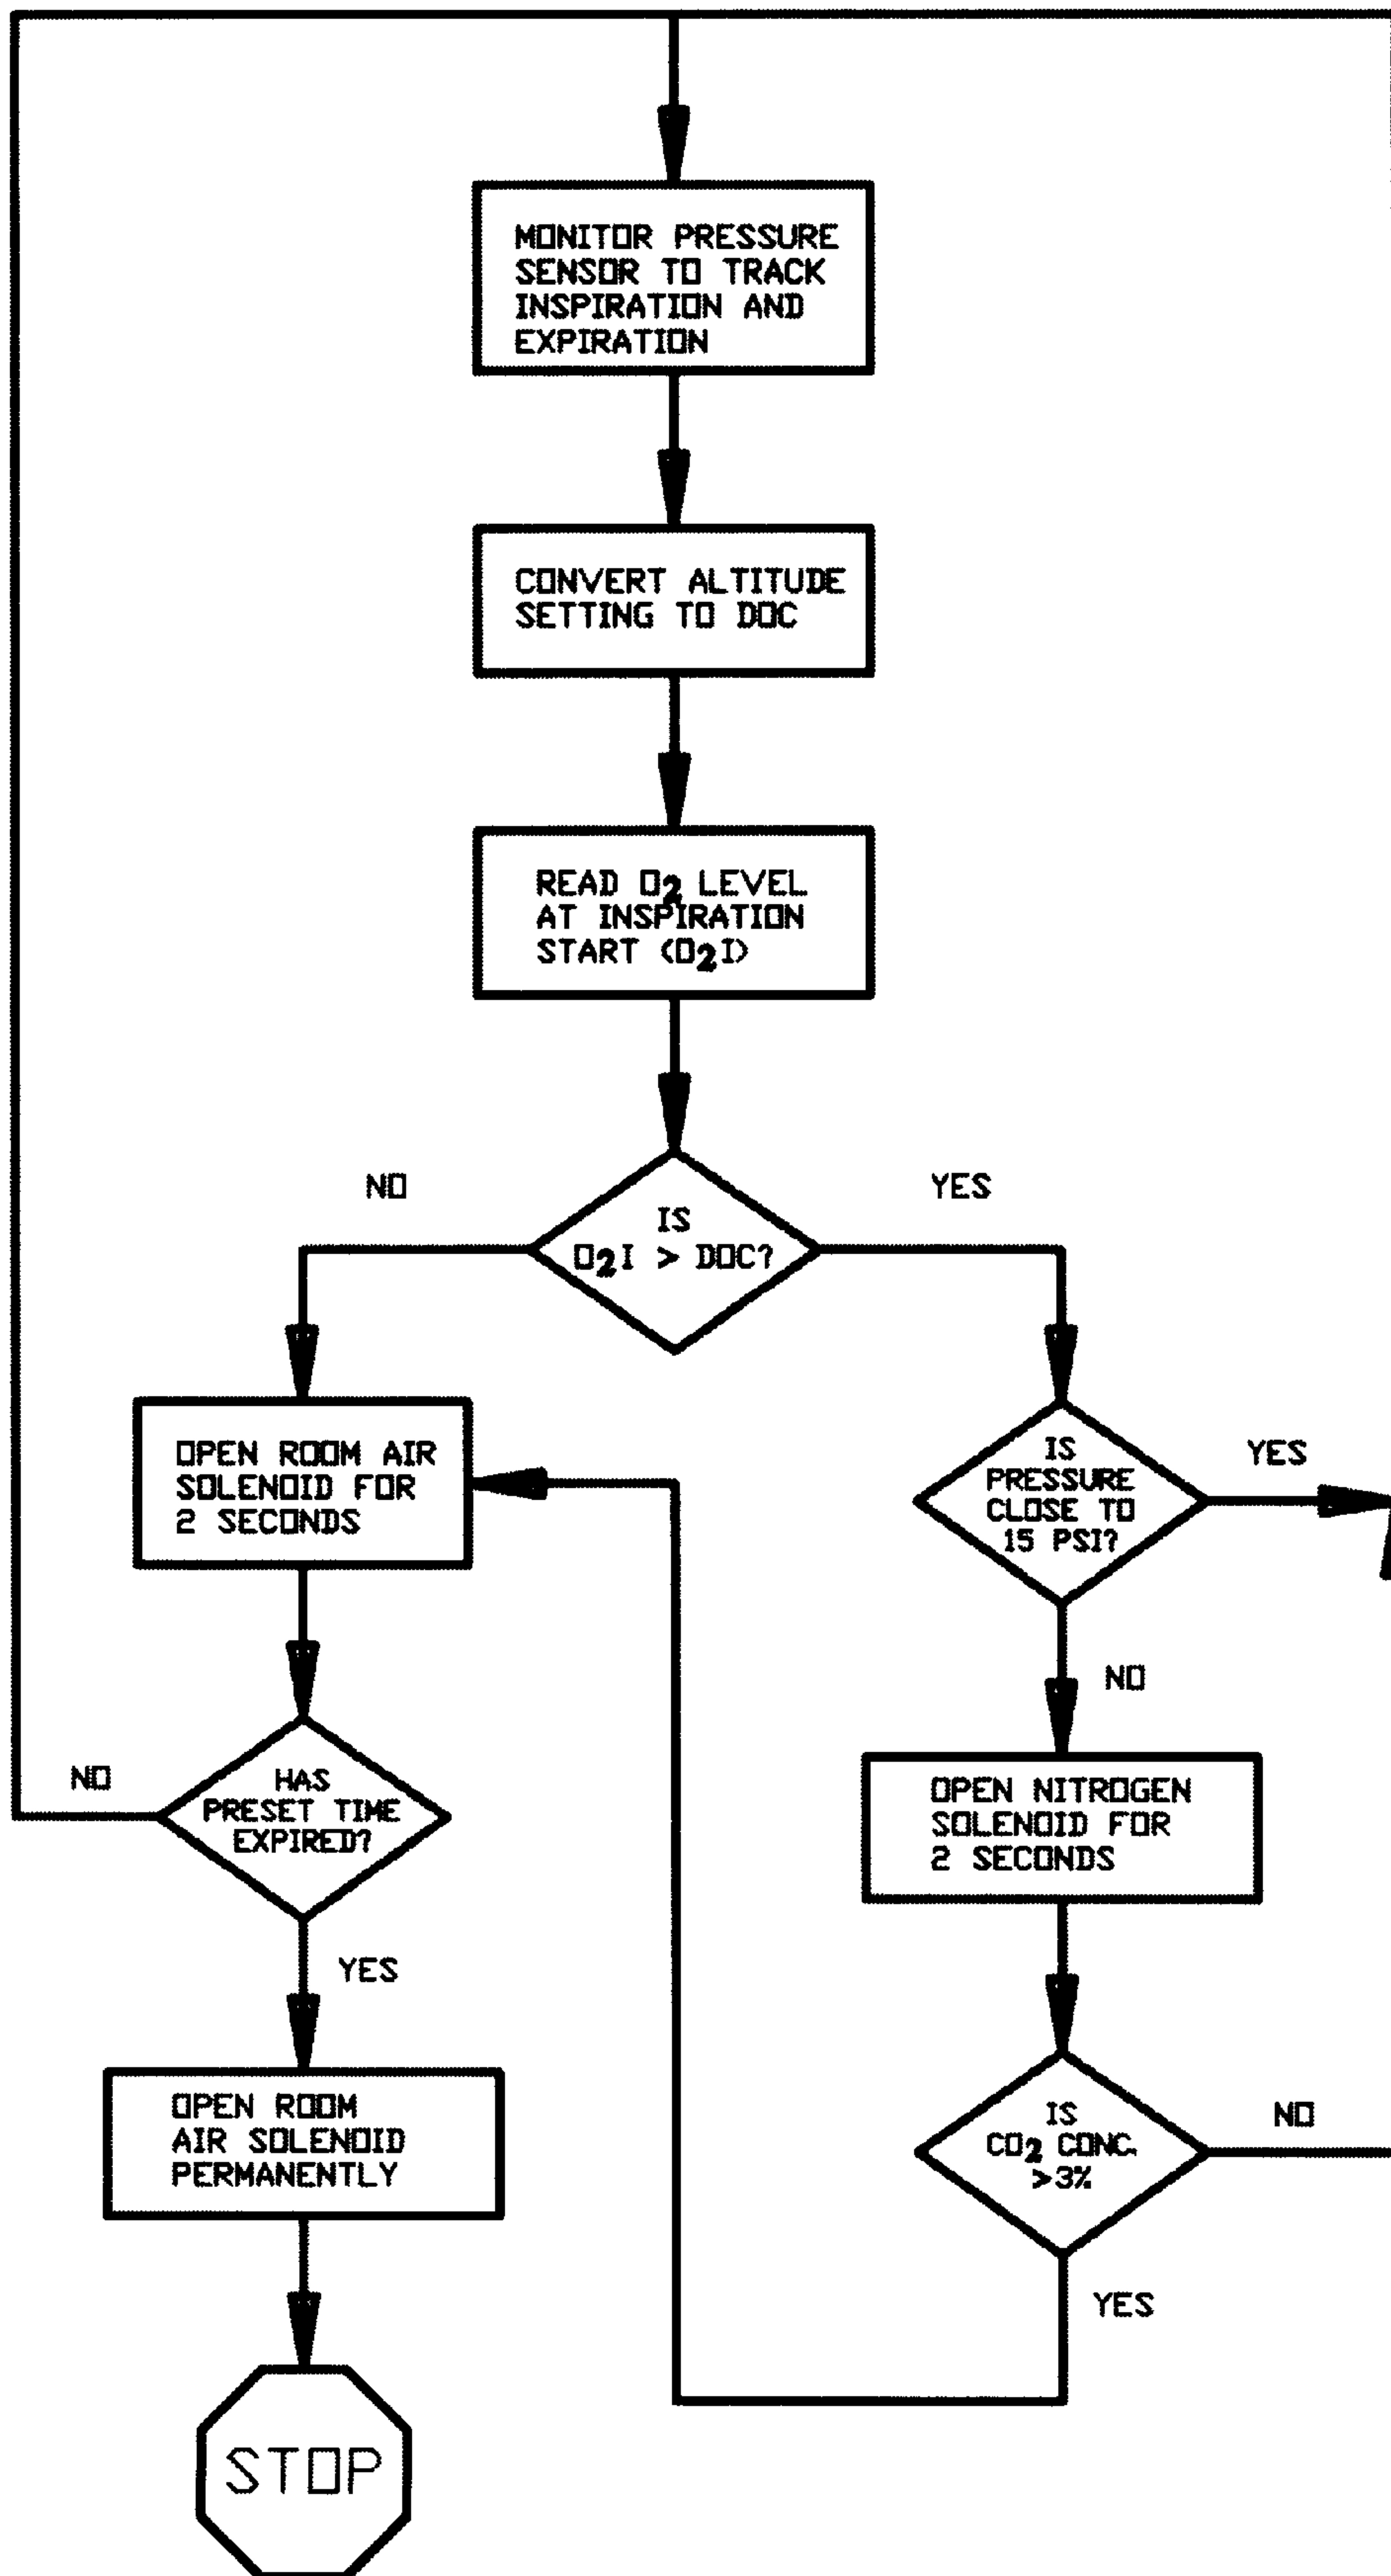 MONITOR PRESSURE
SENSOR TO TRACK
INSPIRATION AND
EXPIRATION
CONVERT ALTITUDE
SETTING TO DOC
READ O2 LEVEL
AT INSPIRATION
START (O2I)
NO
YES
IS
O2I > DOC?
OPEN ROOM AIR
SOLENOID FOR
2 SECONDS
IS
PRESSURE
CLOSE TO
15 PSI?
YES
NO
NO
HAS
PRESET TIME
EXPIRED?
OPEN NITROGEN
SOLENOID FOR
2 SECONDS
YES
OPEN ROOM
AIR SOLENOID
PERMANENTLY
IS
CO2 CONC.
>3%
NO
YES
STOP